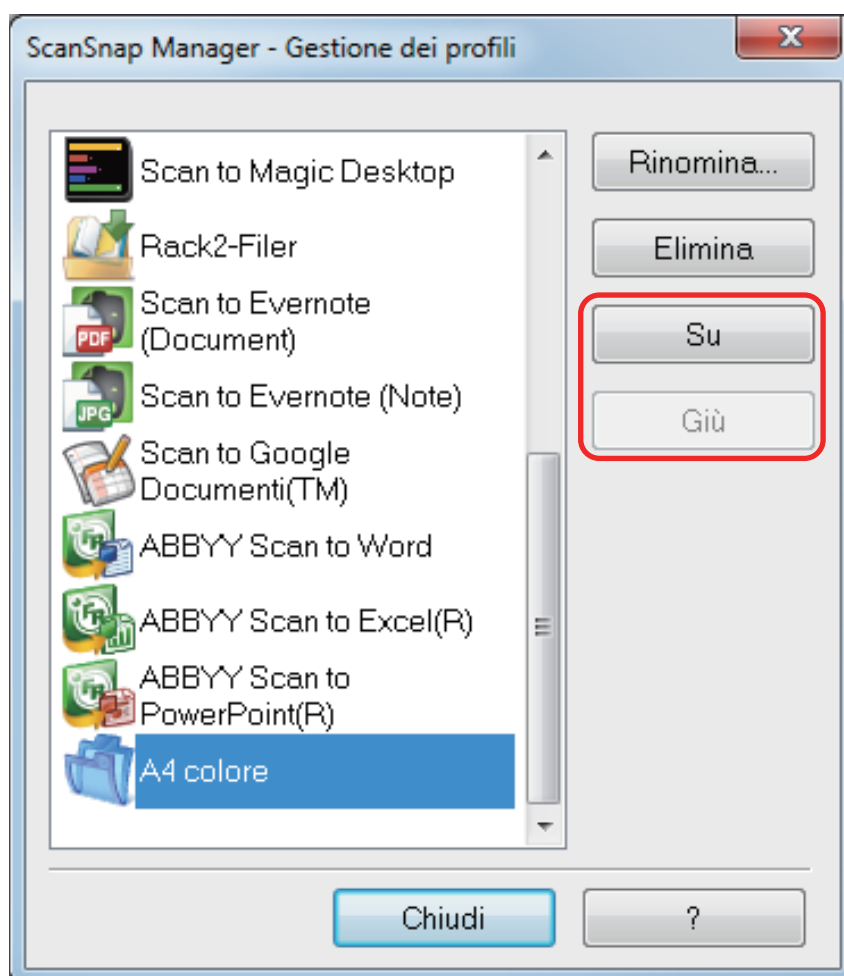 ScanSnap Manager - Gestione dei profili
Scan to Magic Desktop
Rack2-Filer
Scan to Evernote
(Document)
PDF
Scan to Evernote (Note)
JPG
Scan to Google
Documenti(TM)
ABBYY Scan to Word
ABBYY Scan to Excel(R)
ABBYY Scan to
PowerPoint(R)
A4 colore
Rinomina...
Elimina
Su
Giù
Chiudi
?